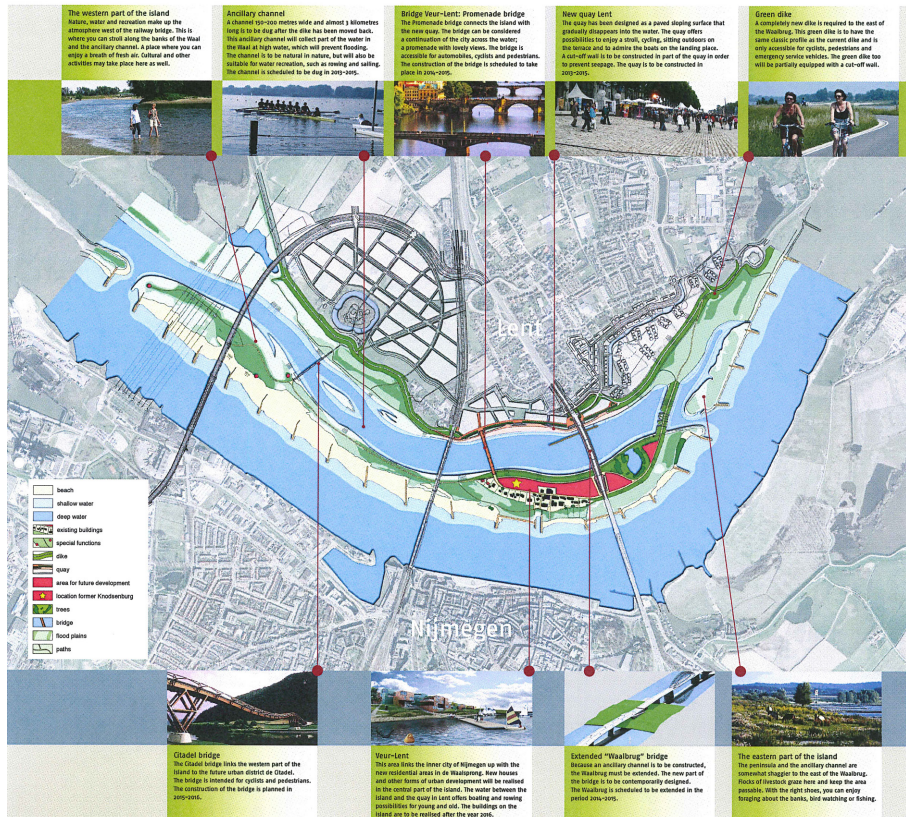 The western part of the island
Nature, water and recreation make up the
atmosphere west of the railway bridge. This is
where you can stroll along the banks of the Waal
and the ancillary channel. A place where you can
enjoy a breath of fresh air. Cultural and other
activities may take place here as well.
Ancillary channel
A channel 150-200 metres wide and almost 3 kilometres
long is to be dug after the dike has been moved back.
This ancillary channel will collect part of the water in
the Waal at high water, which will prevent flooding.
The channel is to be natural in nature, but will also be
suitable for water recreation, such as rowing and sailing.
The channel is scheduled to be dug in 2013-2015.
Bridge Veur-Lent: Promenade bridge
The Promenade bridge connects the island with
the new quay. The bridge can be considered
a continuation of the city across the water;
a promenade with lovely views. The bridge is
accessible for automobiles, cyclists and pedestrians.
The construction of the bridge is scheduled to take
place in 2014-2015.
New quay Lent
The quay has been designed as a paved sloping surface that
gradually disappears into the water. The quay offers
possibilities to enjoy a stroll, cycling, sitting outdoors on
the terrace and to admire the boats on the landing place.
A cut-off wall is to be constructed in part of the quay in order
to prevent seepage. The quay is to be constructed in
2013-2015.
Green dike
A completely new dike is required to the east of
the Waalbrug. This green dike is to have the
same classic profile as the current dike and is
only accessible for cyclists, pedestrians and
emergency service vehicles. The green dike too
will be partially equipped with a cut-off wall.
Lent
Nijmegen
beach
shallow water
deep water
existing buildings
special functions
dike
quay
area for future development
location former Knodsenburg
trees
bridge
flood plains
paths
Citadel bridge
The Citadel bridge links the western part of the
island to the future urban district de Citadel.
The bridge is intended for cyclists and pedestrians.
The construction of the bridge is planned in
2015-2016.
Veur-Lent
This area links the inner city of Nijmegen up with the
new residential areas in de Waalsprong. New houses
and other forms of urban development will be realised
in the central part of the island. The water between the
island and the quay in Lent offers boating and rowing
possibilities for young and old. The buildings on the
island are to be realised after the year 2016.
Extended "Waalbrug" bridge
Because an ancillary channel is to be constructed,
the Waalbrug must be extended. The new part of
the bridge is to be contemporarily designed.
The Waalbrug is scheduled to be extended in the
period 2014-2015.
The eastern part of the island
The peninsula and the ancillary channel are
somewhat shaggier to the east of the Waalbrug.
Flocks of livestock graze here and keep the area
passable. With the right shoes, you can enjoy
foraging about the banks, bird watching or fishing.